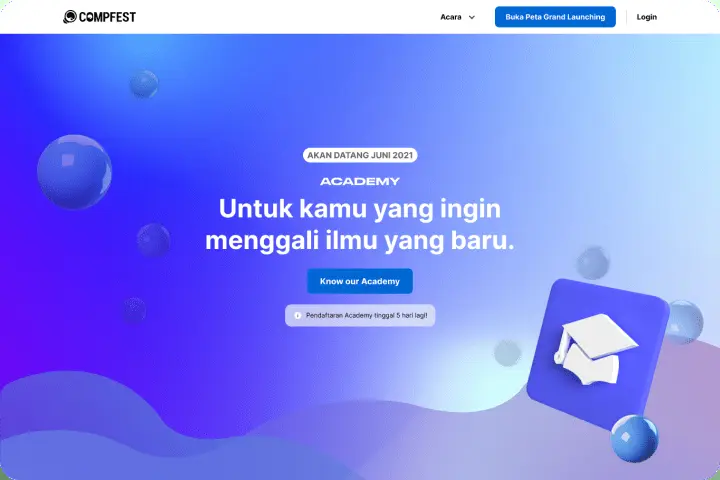 COMPFEST
Acara
Buka Peta Grand Launching
Login
AKAN DATANG JUNI 2021
ACADEMY
Untuk kamu yang ingin
menggali ilmu yang baru.
Know our Academy
Pendaftaran Academy tinggal 5 hari lagi!